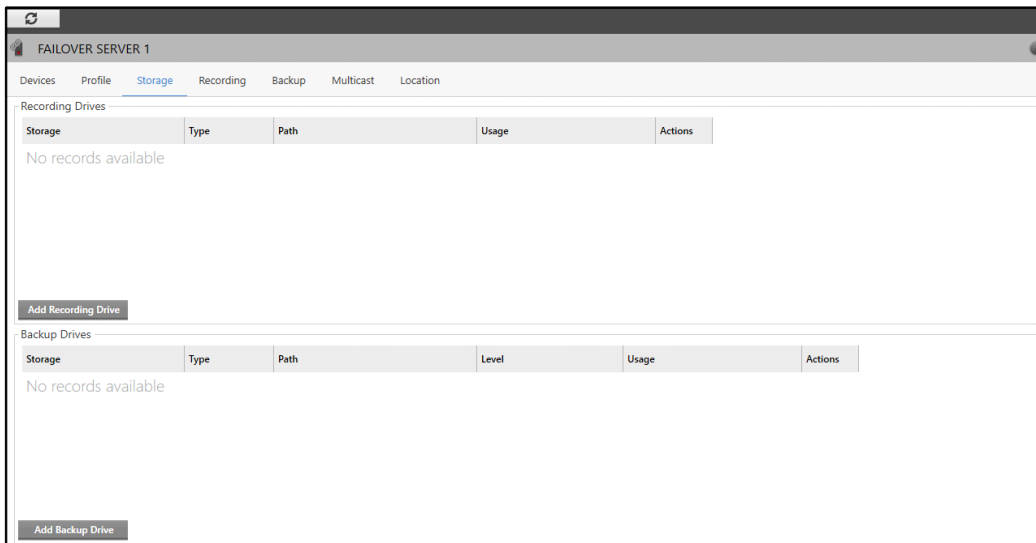 FAILOVER SERVER 1
Devices Profile Storage Recording Backup Multicast Location
Recording Drives
Storage Type Path Usage Actions
No records available
Add Recording Drive
Backup Drives
Storage Type Path Level Usage Actions
No records available
Add Backup Drive